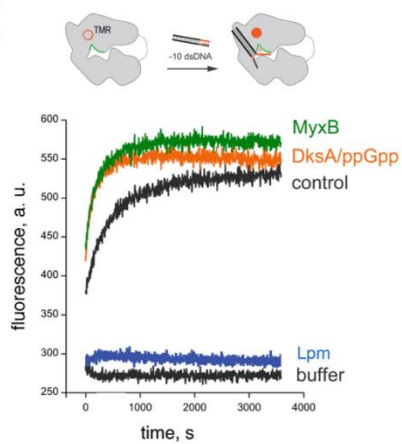 TMR
-10 dsDNA
600
550
500
450
400
350
300
250
fluorescence, a. u.
MyxB
DksA/ppGpp
control
Lpm
buffer
0
1000
2000
3000
4000
time, s